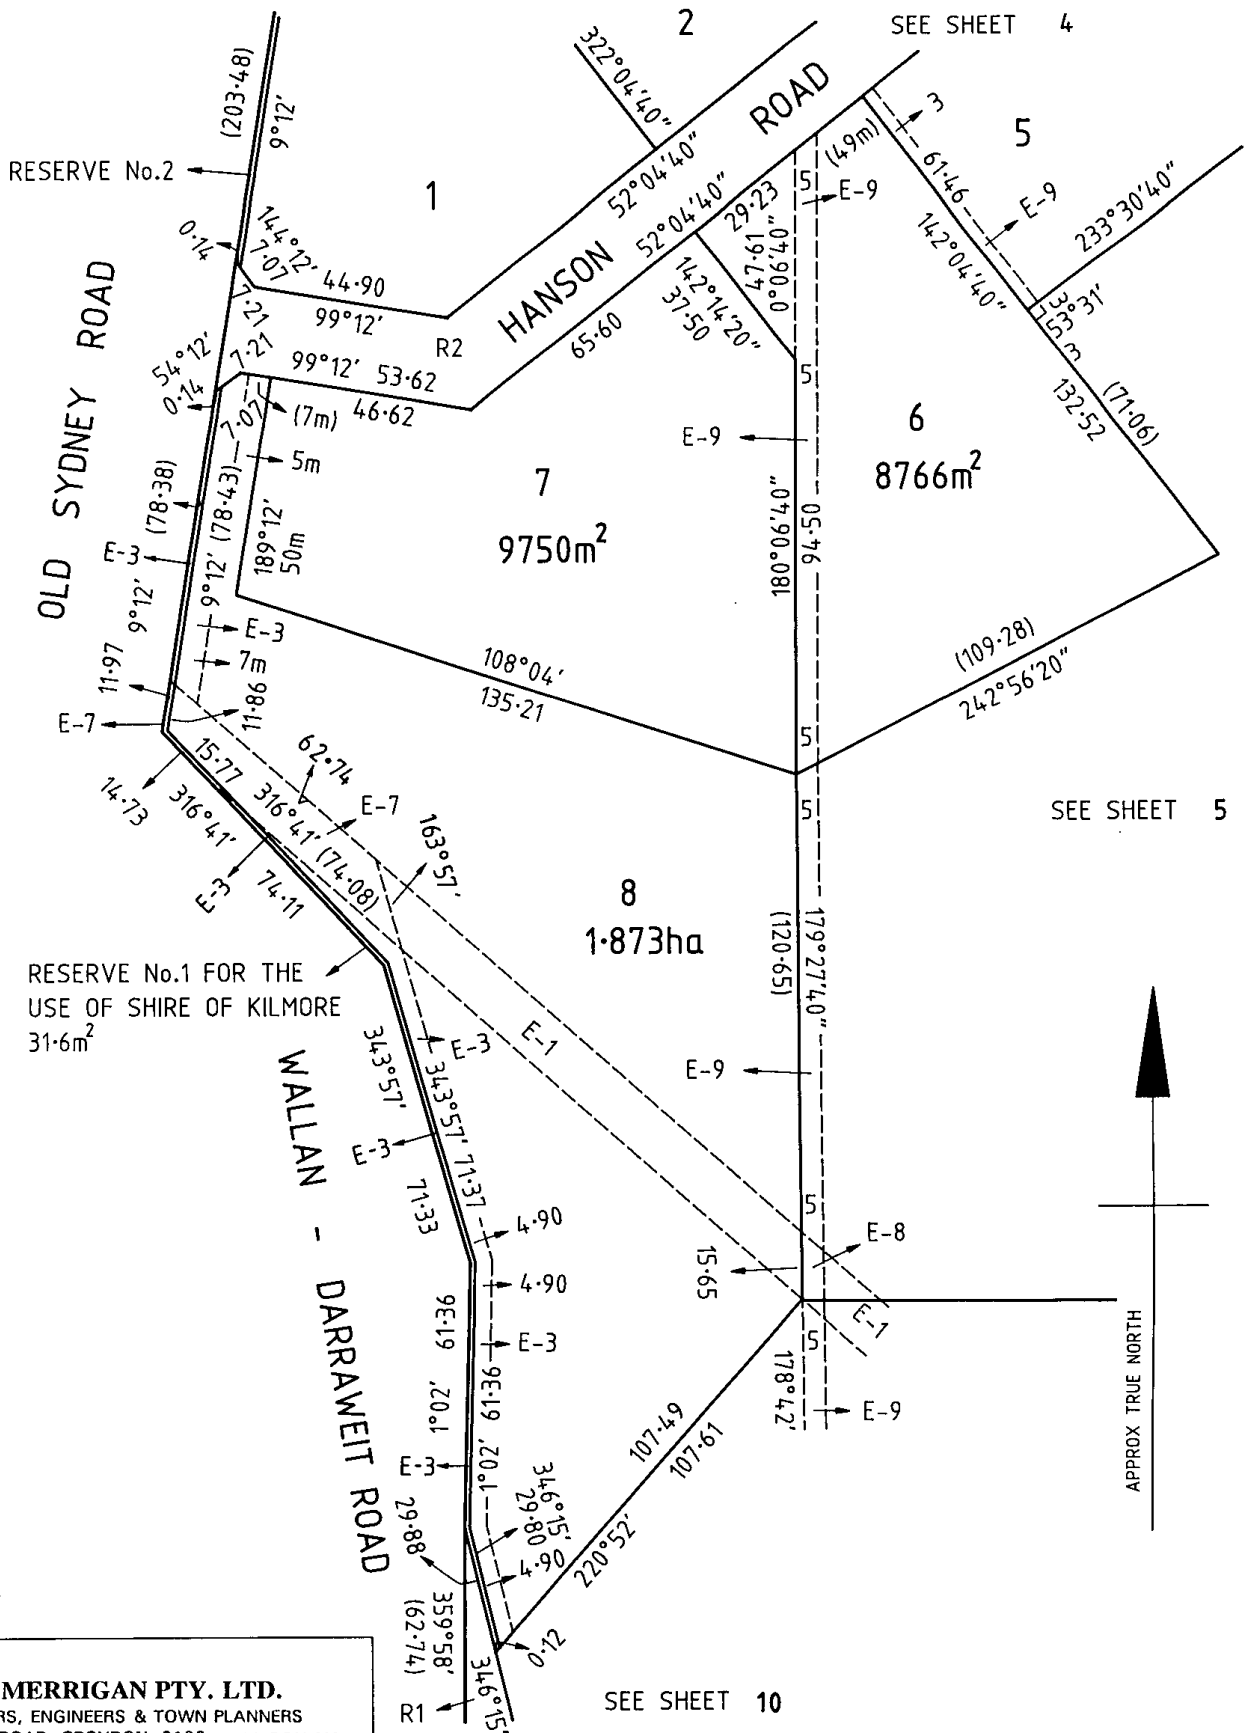 2
SEE SHEET 4
322°04'40"
ROAD
(203·48)
9°12'
RESERVE No.2
1
52°04'40"
(49m)
3
5
61·46
E-9
233°30'40"
5
E-9
29·23
52°04'40"
HANSON
47·61
0°06'40"
142°04'40"
0·14
144°12'
7·07
44·90
99°12'
7·21
R2
142°14'20"
37·50
65·60
3
153°31'
3
OLD SYDNEY ROAD
54°12'
7·21
0·14
99°12' 53·62
46·62
(7m)
7·07
5m
5
E-9
6
8766m²
(71·06)
132·52
7
9750m²
(78·38)
(78·43)
9°12'
189°12'
50m
180°06'40"
94·50
E-3
9°12'
E-3
7m
11·97
11·86
E-7
108°04'
135·21
5
(109·28)
242°56'20"
15·77
62·74
14·73
316°41'
316°41' (74·08)
E-7
163°57'
5
SEE SHEET 5
E-3
74·11
8
1·873ha
(120·65)
179°27'40"
RESERVE No.1 FOR THE
USE OF SHIRE OF KILMORE
31·6m²
E-1
343°57'
E-3
343°57' 71·37
E-9
WALLAN - DARRAWEIT ROAD
E-3
71·33
4·90
5
E-8
15·65
4·90
61·36
E-3
E-1
5
1°02'
61·36
178°42'
E-9
107·49
107·61
E-3
1°02'
APPROX TRUE NORTH
29·88
346°15'
29·80
4·90
220°52'
359°58'
(62·74)
0·12
346°15'
R1
SEE SHEET 10
MERRIGAN PTY. LTD.
RS, ENGINEERS & TOWN PLANNERS